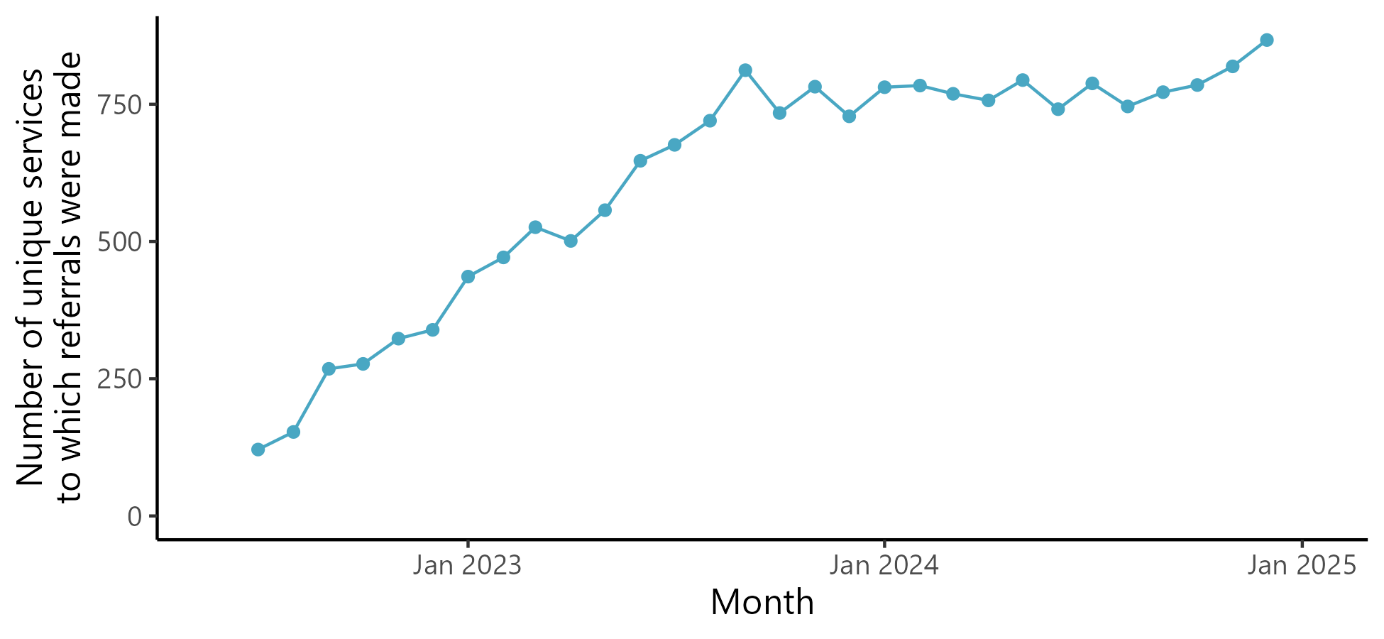 Number of unique services
to which referrals were made
750
500
250
0
Jan 2023
Jan 2024
Jan 2025
Month